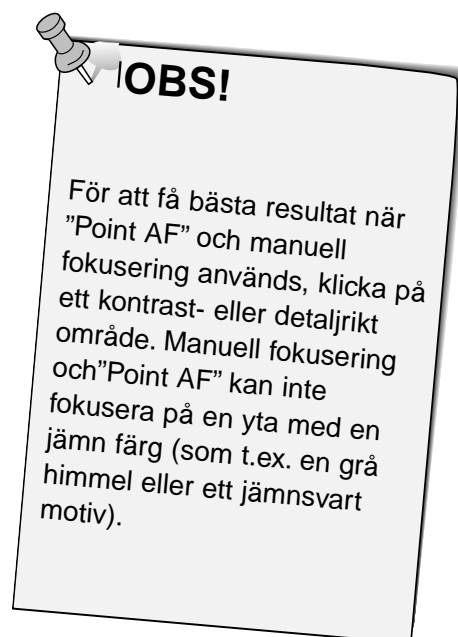 OBS!
För att få bästa resultat när
”Point AF” och manuell
fokusering används, klicka på
ett kontrast- eller detaljrikt
område. Manuell fokusering
och”Point AF” kan inte
fokusera på en yta med en
jämn färg (som t.ex. en grå
himmel eller ett jämnsvart
motiv).